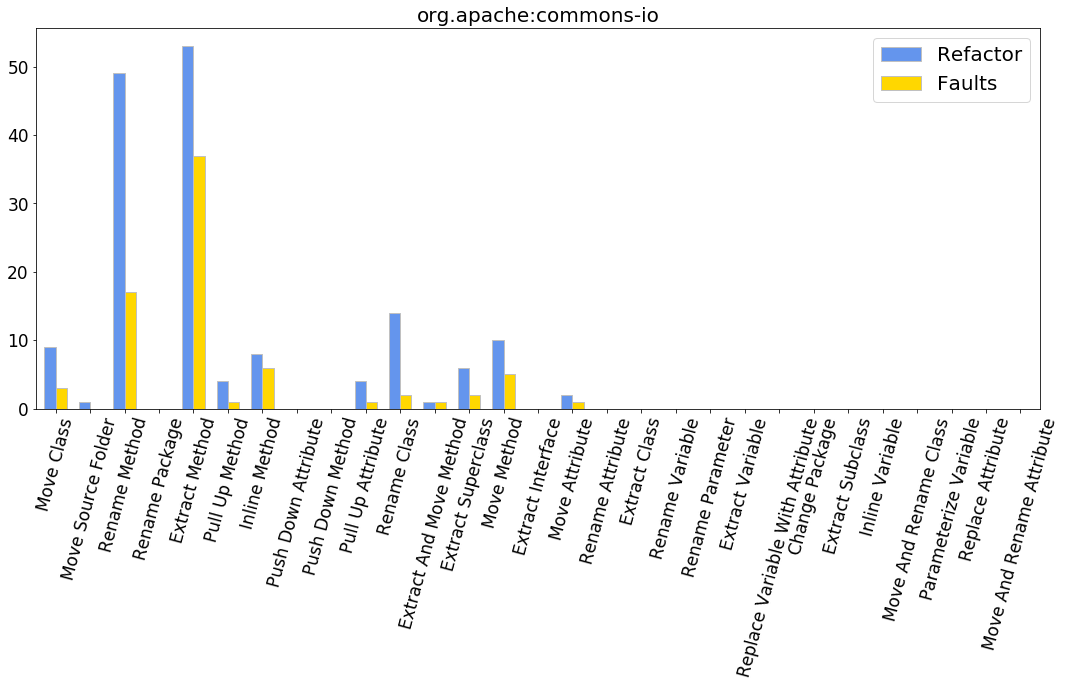 org.apache:commons-io
Refactor
Faults
50
40
30
20
10
0
Move Class
Move Source Folder
Rename Method
Rename Package
Extract Method
Pull Up Method
Inline Method
Push Down Attribute
Push Down Method
Pull Up Attribute
Rename Class
Extract And Move Method
Extract Superclass
Move Method
Extract Interface
Move Attribute
Rename Attribute
Extract Class
Rename Variable
Rename Parameter
Extract Variable
Replace Variable With Attribute
Change Package
Extract Subclass
Inline Variable
Move And Rename Class
Parameterize Variable
Replace Attribute
Move And Rename Attribute